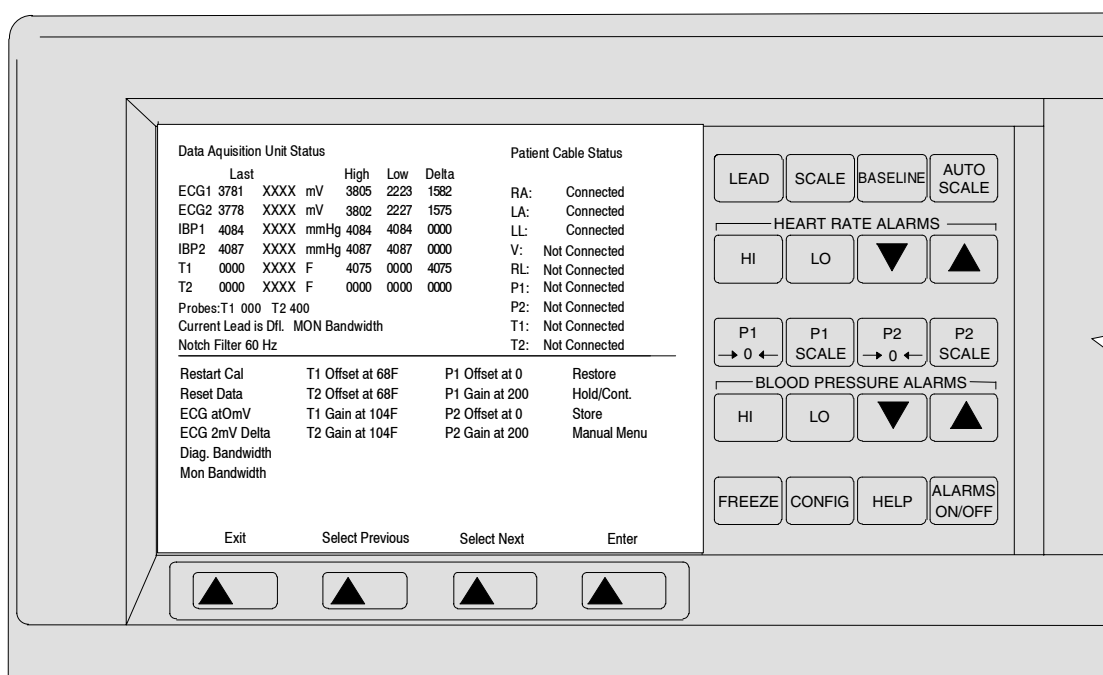 Data Aquisition Unit Status
Last High Low Delta
ECG1 3781 XXXX mV 3805 2223 1582
ECG2 3778 XXXX mV 3802 2227 1575
IBP1 4084 XXXX mmHg 4084 4084 0000
IBP2 4087 XXXX mmHg 4087 4087 0000
T1 0000 XXXX F 4075 0000 4075
T2 0000 XXXX F 0000 0000 0000
Probes:T1 000 T2 400
Current Lead is Dfl. MON Bandwidth
Notch Filter 60 Hz
Patient Cable Status
RA: Connected
LA: Connected
LL: Connected
V: Not Connected
RL: Not Connected
P1: Not Connected
P2: Not Connected
T1: Not Connected
T2: Not Connected
Restart Cal T1 Offset at 68F P1 Offset at 0 Restore
Reset Data T2 Offset at 68F P1 Gain at 200 Hold/Cont.
ECG atOmV T1 Gain at 104F P2 Offset at 0 Store
ECG 2mV Delta T2 Gain at 104F P2 Gain at 200 Manual Menu
Diag. Bandwidth
Mon Bandwidth
Exit Select Previous Select Next Enter
LEAD SCALE BASELINE AUTO SCALE
HEART RATE ALARMS
HI LO
P1 → 0 ← P1 SCALE P2 → 0 ← P2 SCALE
BLOOD PRESSURE ALARMS
HI LO
FREEZE CONFIG HELP ALARMS ON/OFF